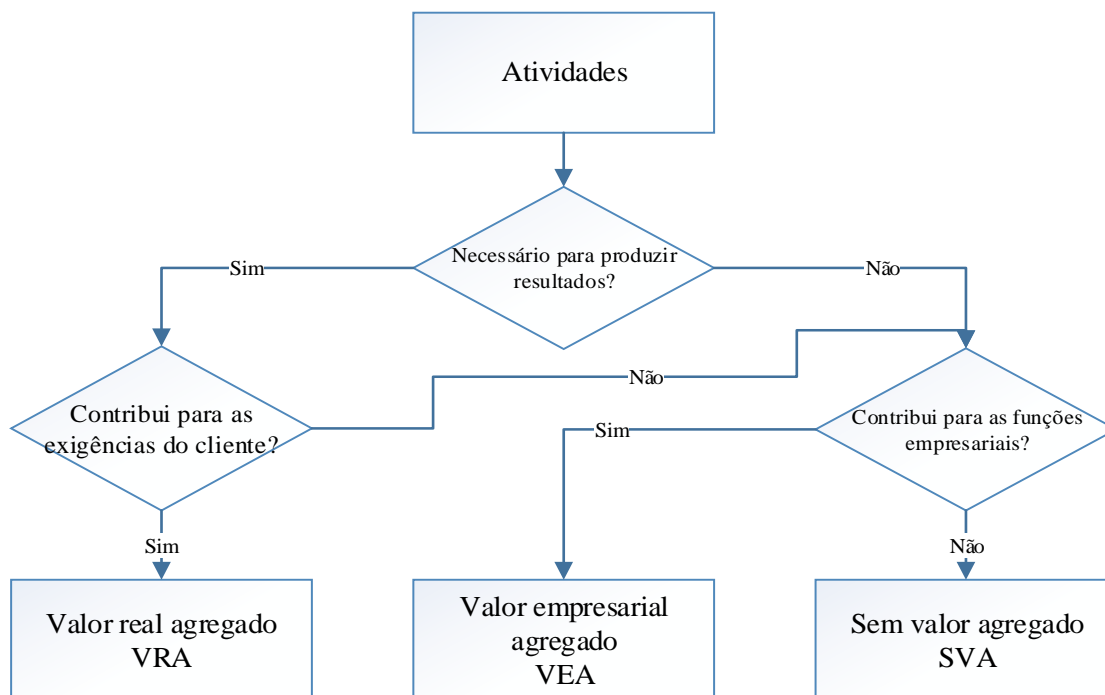 Atividades
Necessário para produzir
resultados?
Sim
Não
Contribui para as
exigências do cliente?
Não
Contribui para as funções
empresariais?
Sim
Sim
Não
Valor real agregado
VRA
Valor empresarial
agregado
VEA
Sem valor agregado
SVA